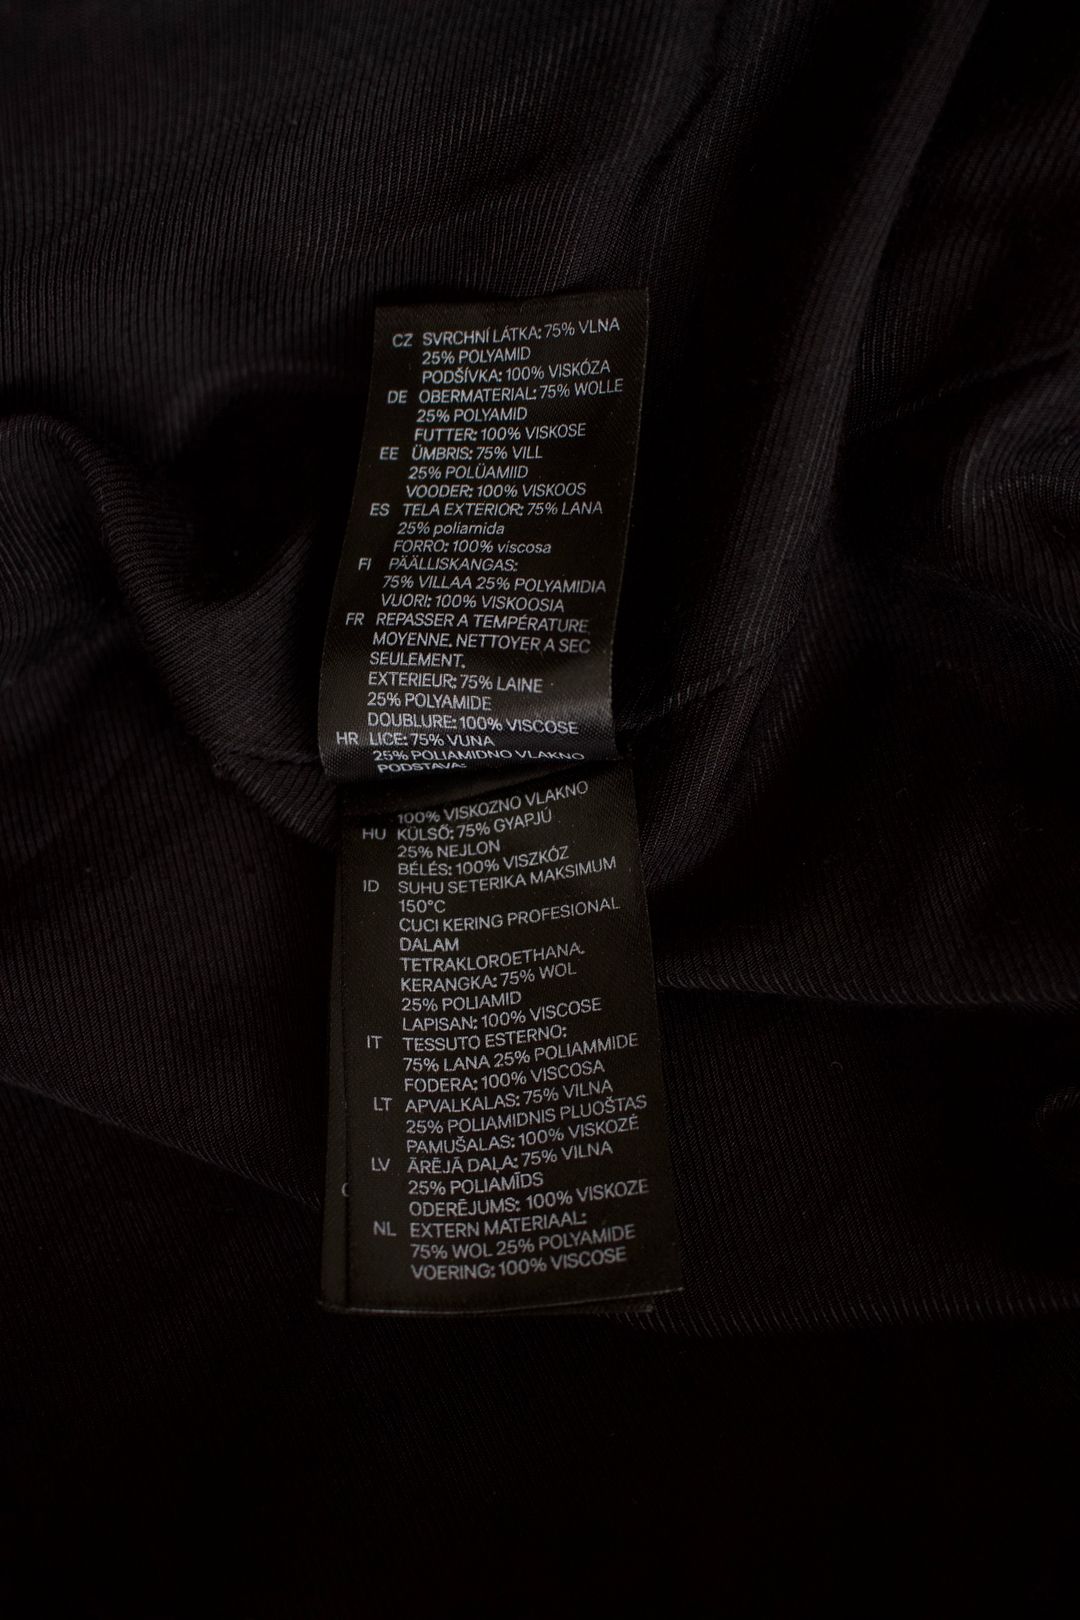 CZ SVRCHNÍ LÁTKA: 75% VLNA
25% POLYAMID
PODŠÍVKA: 100% VISKÓZA
DE OBERMATERIAL: 75% WOLLE
25% POLYAMID
FUTTER: 100% VISKOSE
EE ÜMBRIS: 75% VILL
25% POLÜAMIID
VOODER: 100% VISKOOS
ES TELA EXTERIOR: 75% LANA
25% poliamida
FORRO: 100% viscosa
FI PÄÄLLISKANGAS:
75% VILLAA 25% POLYAMIDIA
VUORI: 100% VISKOOSIA
FR REPASSER A TEMPÉRATURE
MOYENNE. NETTOYER A SEC
SEULEMENT.
EXTERIEUR: 75% LAINE
25% POLYAMIDE
DOUBLURE: 100% VISCOSE
HR LICE: 75% VUNA
25% POLIAMIDNO VLAKNO
PODSTAVA:
100% VISKOZNO VLAKNO
HU KÜLSŐ: 75% GYAPJÚ
25% NEJLON
BÉLÉS: 100% VISZKÓZ
ID SUHU SETERIKA MAKSIMUM
150°C
CUCI KERING PROFESIONAL
DALAM
TETRAKLOROETHANA.
KERANGKA: 75% WOL
25% POLIAMID
LAPISAN: 100% VISCOSE
IT TESSUTO ESTERNO:
75% LANA 25% POLIAMMIDE
FODERA: 100% VISCOSA
LT APVALKALAS: 75% VILNA
25% POLIAMIDNIS PLUOŠTAS
PAMUŠALAS: 100% VISKOZĖ
LV ĀRĒJĀ DAĻA: 75% VILNA
25% POLIAMĪDS
ODERĒJUMS: 100% VISKOZE
NL EXTERN MATERIAAL:
75% WOL 25% POLYAMIDE
VOERING: 100% VISCOSE